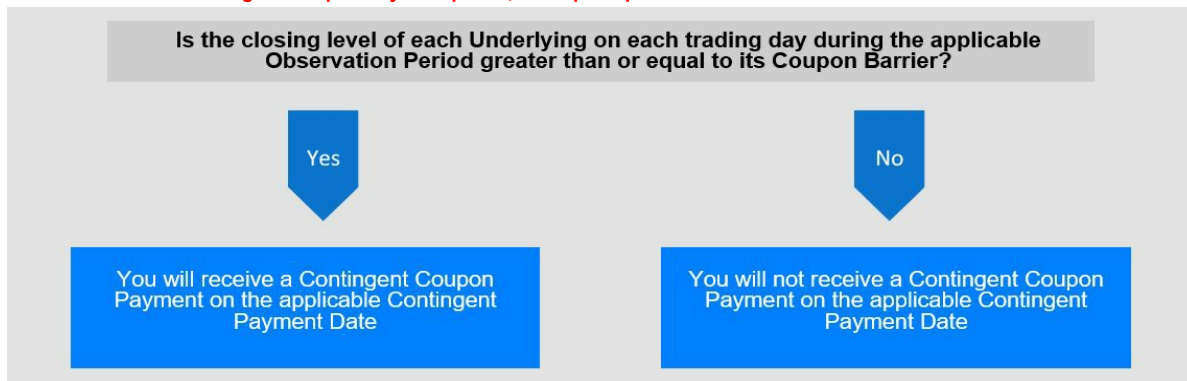 Is the closing level of each Underlying on each trading day during the applicable
Observation Period greater than or equal to its Coupon Barrier?
Yes
No
You will receive a Contingent Coupon
Payment on the applicable Contingent
Payment Date
You will not receive a Contingent Coupon
Payment on the applicable Contingent
Payment Date